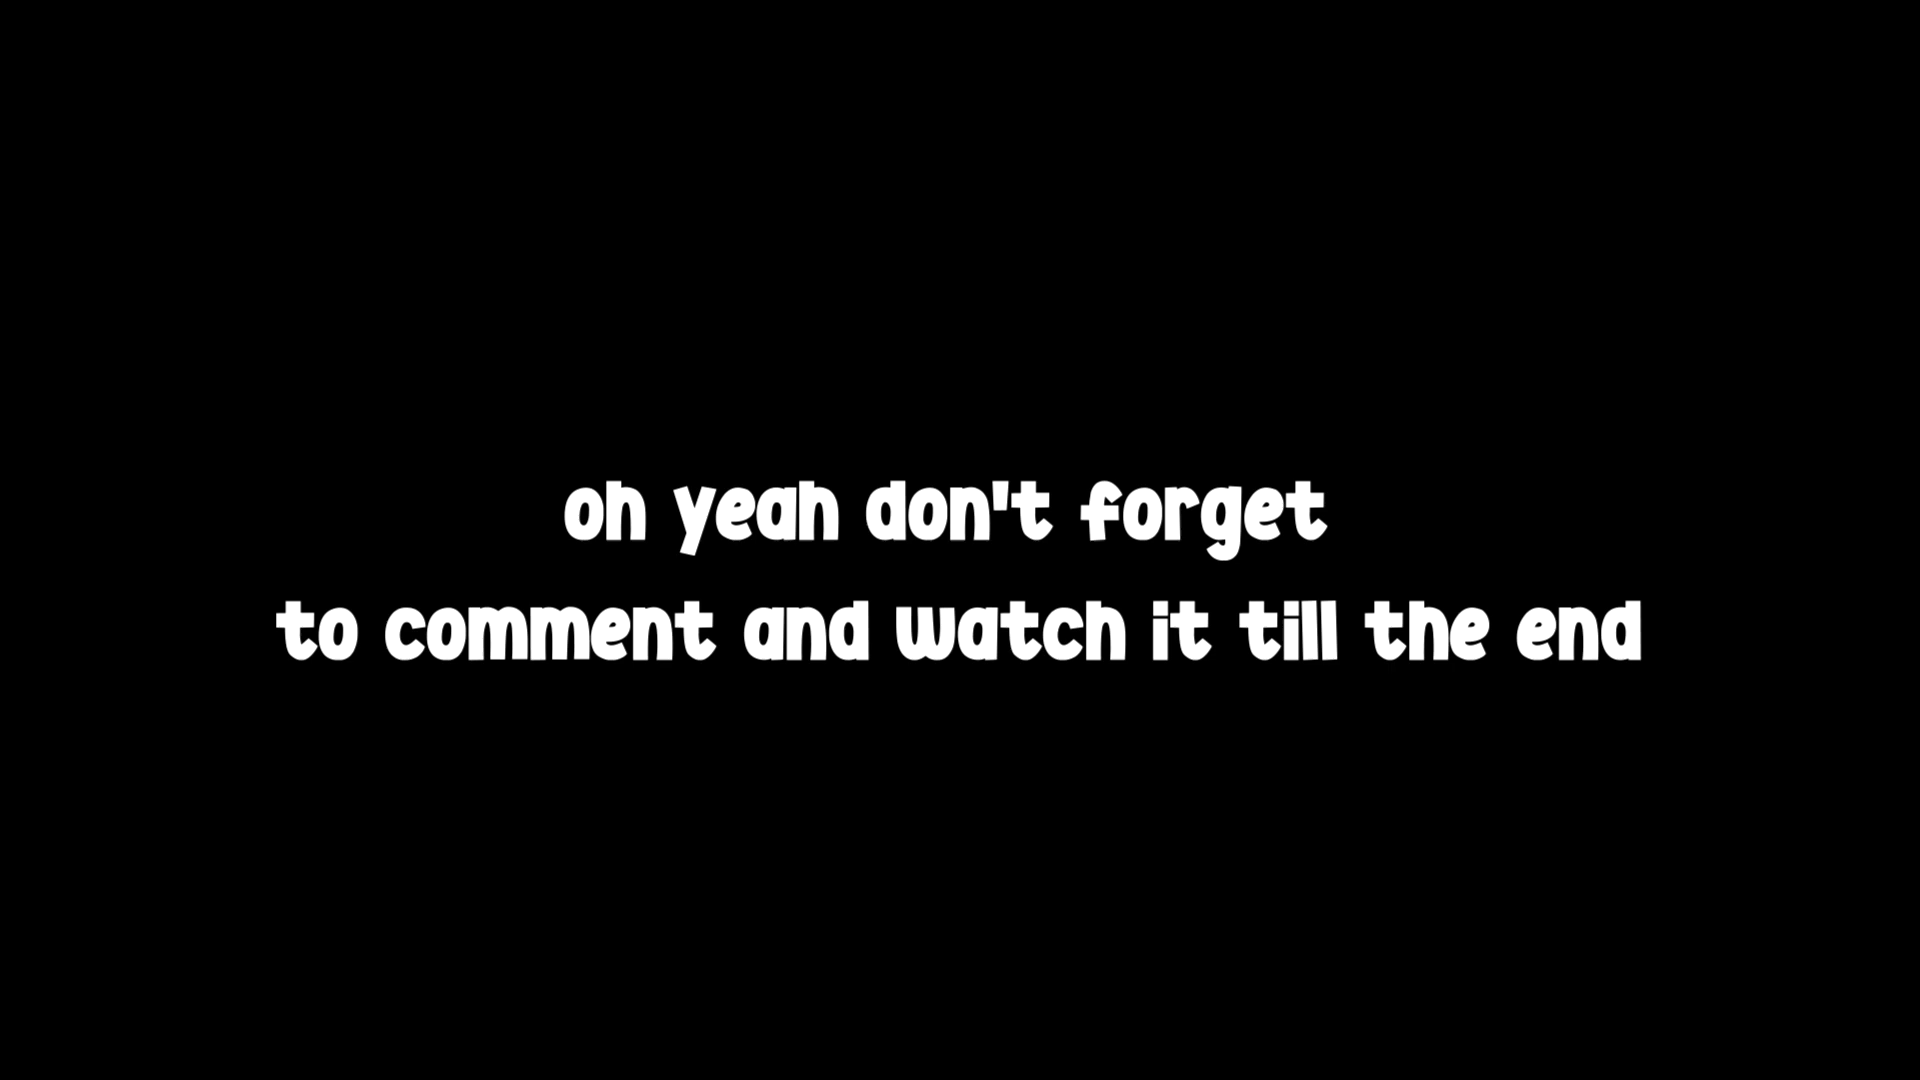 oh yeah don't forget
to comment and watch it till the end